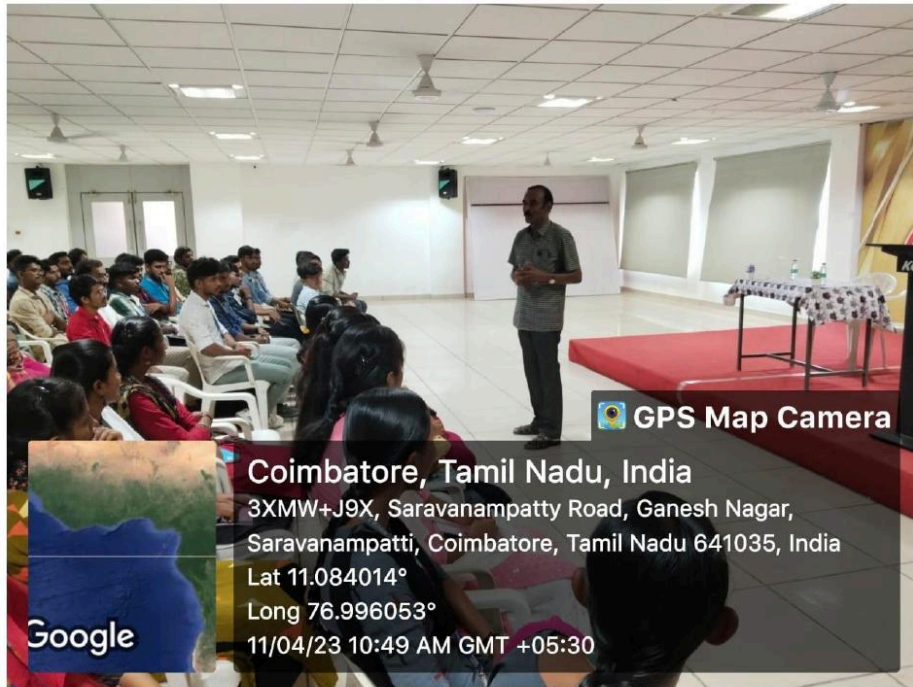 GPS Map Camera
Coimbatore, Tamil Nadu, India
3XMW+J9X, Saravanampatty Road, Ganesh Nagar,
Saravanampatti, Coimbatore, Tamil Nadu 641035, India
Lat 11.084014°
Long 76.996053°
11/04/23 10:49 AM GMT +05:30
Google